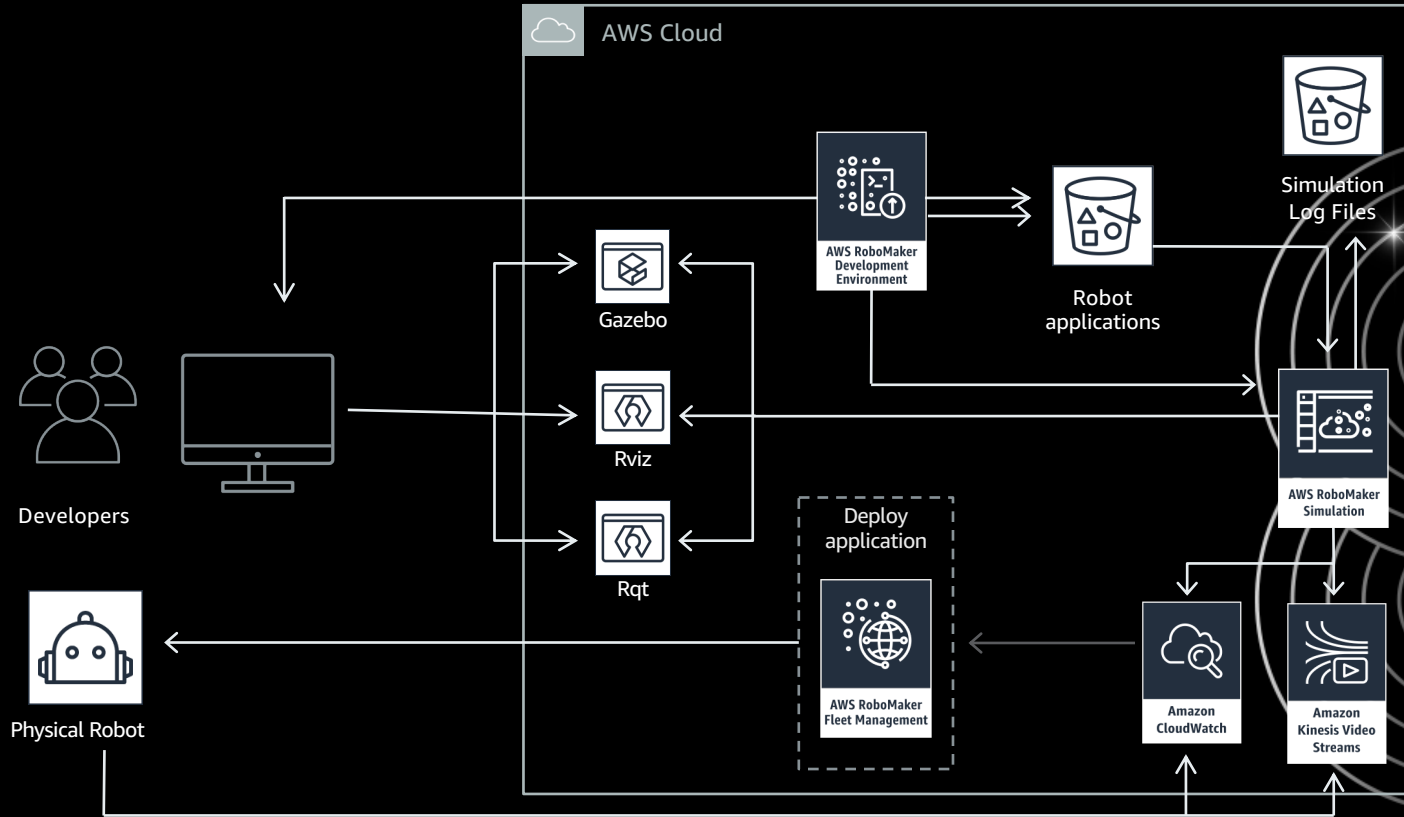 AWS Cloud
Simulation
Log Files
AWS RoboMaker
Development
Environment
Robot
applications
Gazebo
Rviz
Rqt
AWS RoboMaker
Simulation
Developers
Deploy
application
AWS RoboMaker
Fleet Management
Amazon
CloudWatch
Amazon
Kinesis Video
Streams
Physical Robot